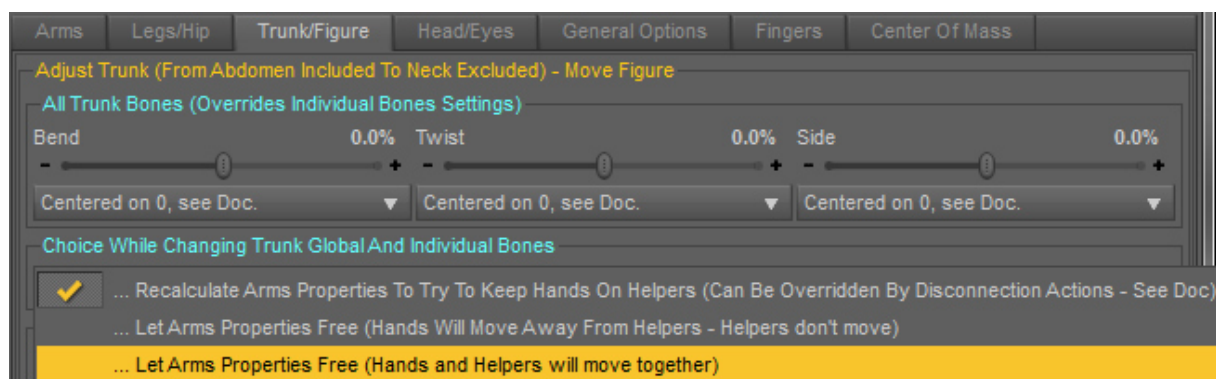 Arms Legs/Hip Trunk/Figure Head/Eyes General Options Fingers Center Of Mass
Adjust Trunk (From Abdomen Included To Neck Excluded) - Move Figure
All Trunk Bones (Overrides Individual Bones Settings)
Bend 0.0% Twist 0.0% Side 0.0%
- + - + - +
Centered on 0, see Doc. Centered on 0, see Doc. Centered on 0, see Doc.
Choice While Changing Trunk Global And Individual Bones
... Recalculate Arms Properties To Try To Keep Hands On Helpers (Can Be Overridden By Disconnection Actions - See Doc)
... Let Arms Properties Free (Hands Will Move Away From Helpers - Helpers don't move)
... Let Arms Properties Free (Hands and Helpers will move together)